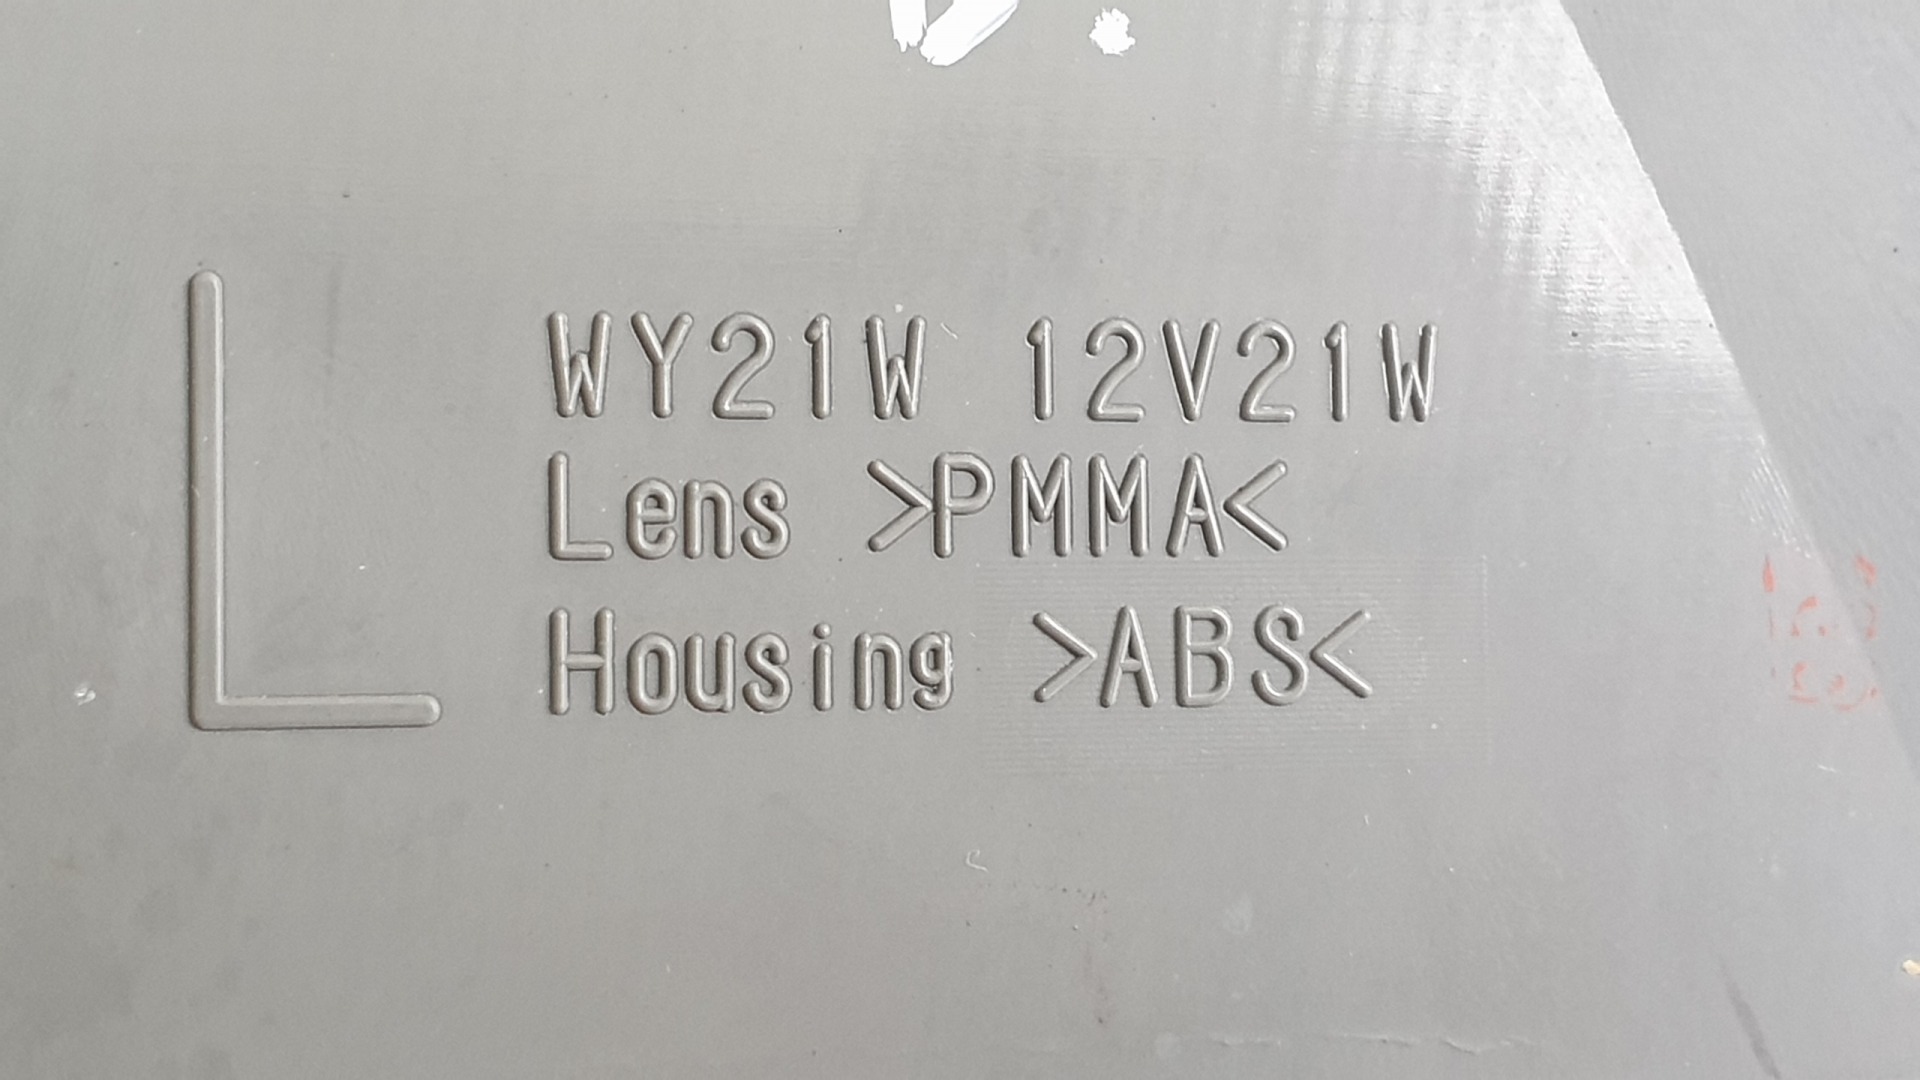 L
WY21W 12V21W
Lens >PMMA<
Housing >ABS<